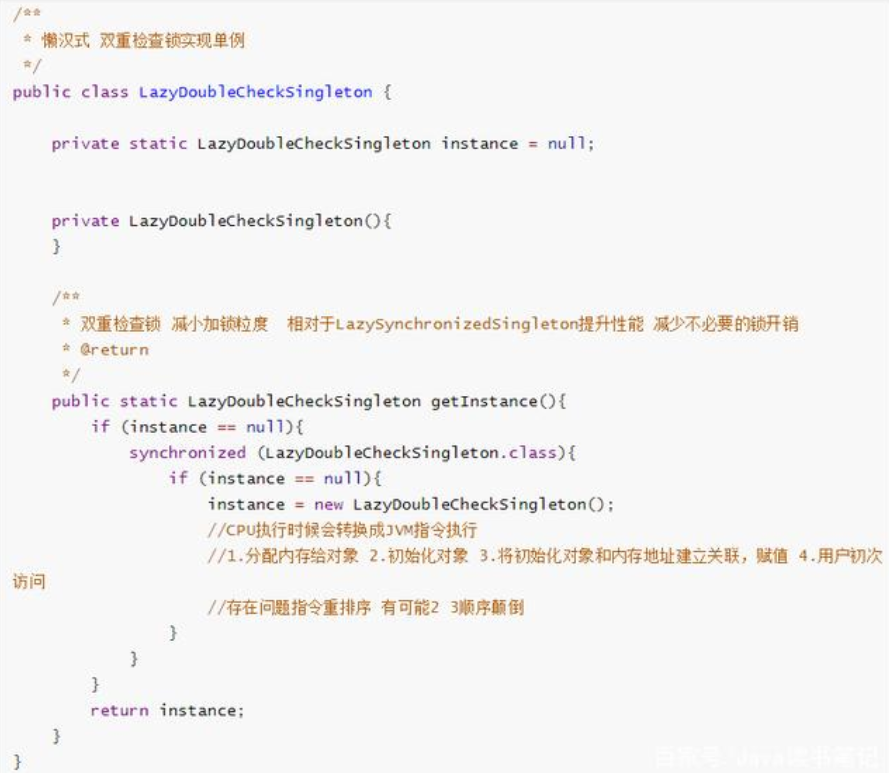 /**
 * 懒汉式 双重检查锁实现单例
 */
public class LazyDoubleCheckSingleton {
    private static LazyDoubleCheckSingleton instance = null;
    private LazyDoubleCheckSingleton(){
    }
    /**
     * 双重检查锁 减小加锁粒度  相对于LazySynchronizedSingleton提升性能 减少不必要的锁开销
     * @return
     */
    public static LazyDoubleCheckSingleton getInstance(){
        if (instance == null){
            synchronized (LazyDoubleCheckSingleton.class){
                if (instance == null){
                    instance = new LazyDoubleCheckSingleton();
                    //CPU执行时候会转换成JVM指令执行
                    //1.分配内存给对象 2.初始化对象 3.将初始化对象和内存地址建立关联，赋值 4.用户初次
访问
                    //存在问题指令重排序 有可能2 3顺序颠倒
                }
            }
        }
        return instance;
    }
}
百家号/Java读书笔记